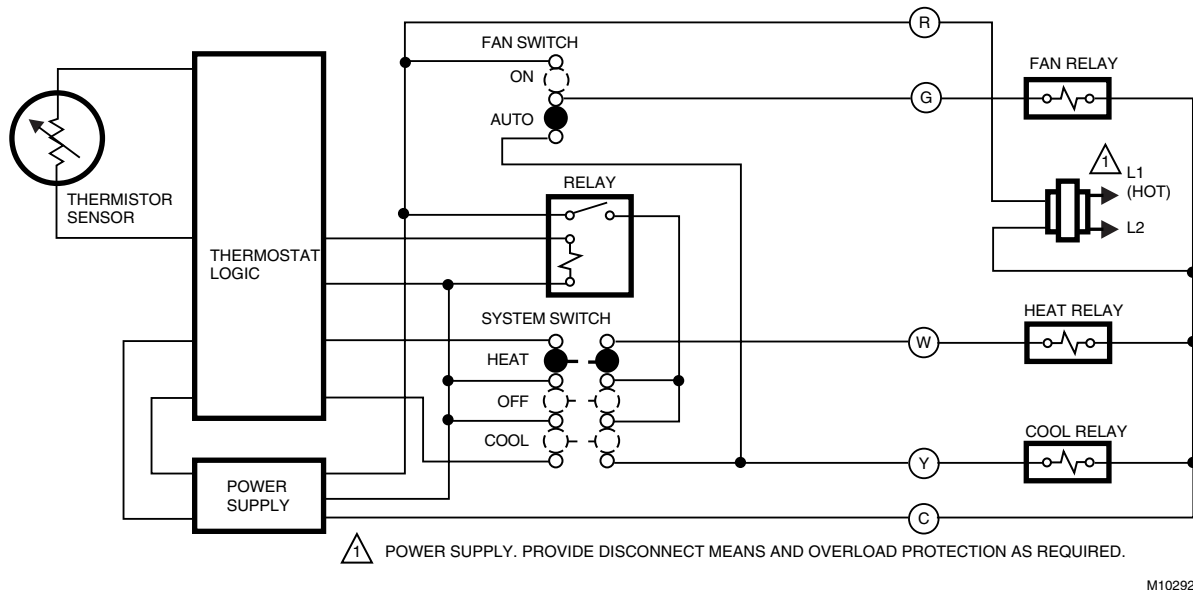 R
FAN SWITCH
ON
FAN RELAY
G
AUTO
1
L1
(HOT)
RELAY
THERMISTOR
SENSOR
L2
THERMOSTAT
LOGIC
SYSTEM SWITCH
HEAT RELAY
HEAT
W
OFF
COOL
COOL RELAY
Y
POWER
SUPPLY
C
1 POWER SUPPLY. PROVIDE DISCONNECT MEANS AND OVERLOAD PROTECTION AS REQUIRED.
M10292